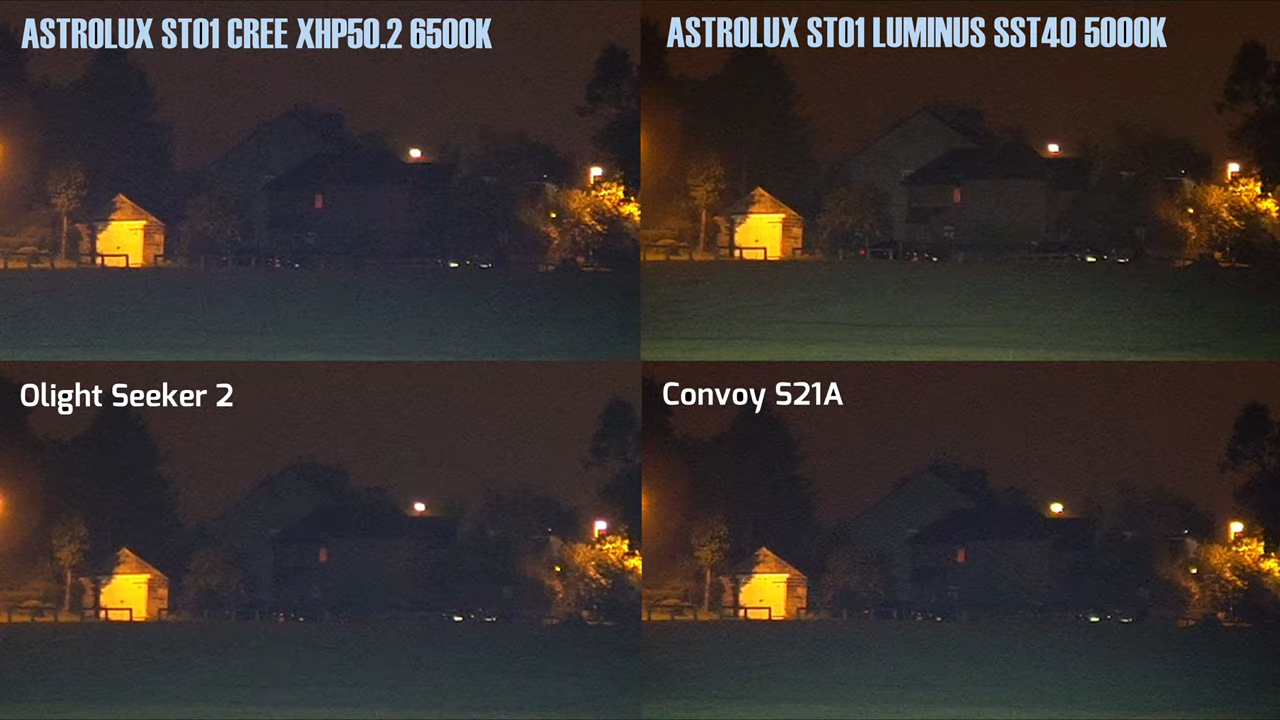 ASTROLUX ST01 CREE XHP50.2 6500K
ASTROLUX ST01 LUMINUS SST40 5000K
Olight Seeker 2
Convoy S21A